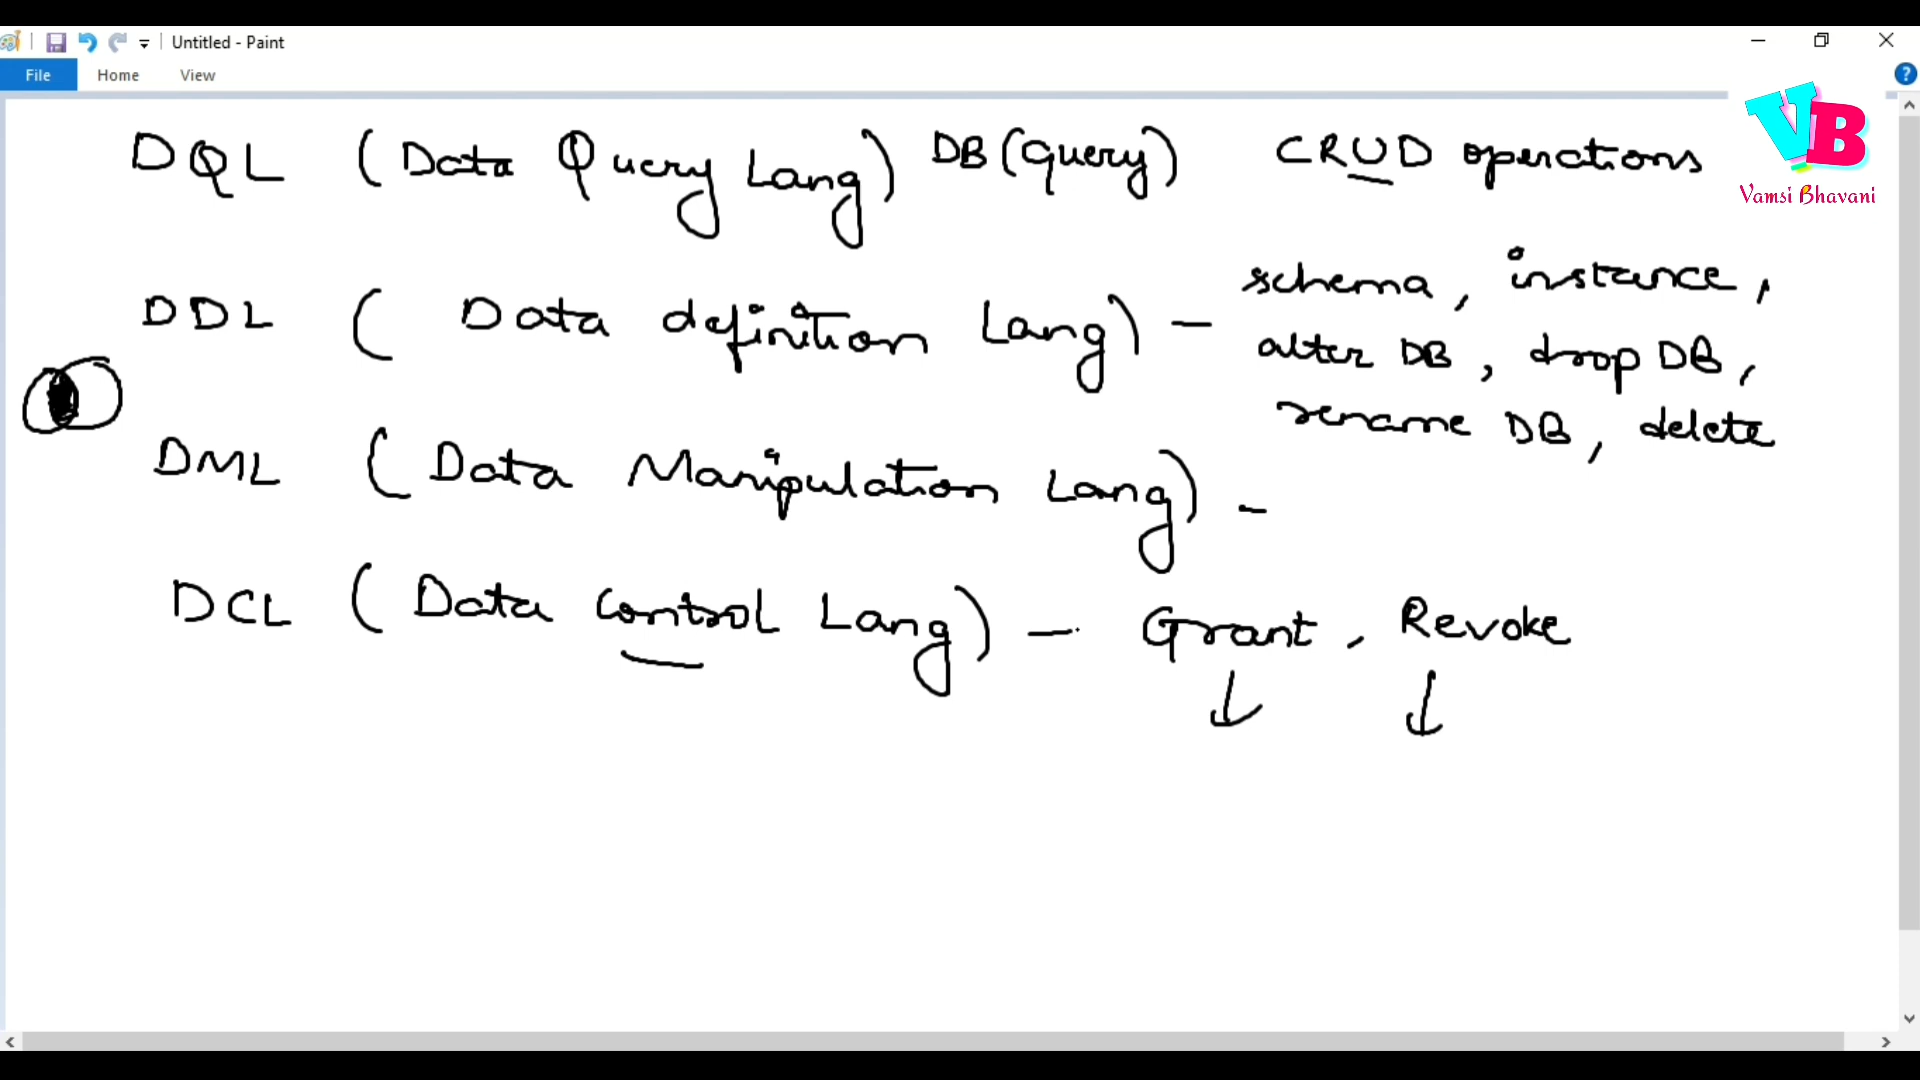 Untitled - Paint
File Home View
VB
Vamsi Bhavani
DQL (Data Query Lang) DB (query) CRUD operations
DDL (Data definition Lang) - schema, instance,
alter DB, drop DB,
rename DB, delete
DML (Data Manipulation Lang) -
DCL (Data control Lang) - Grant, Revoke